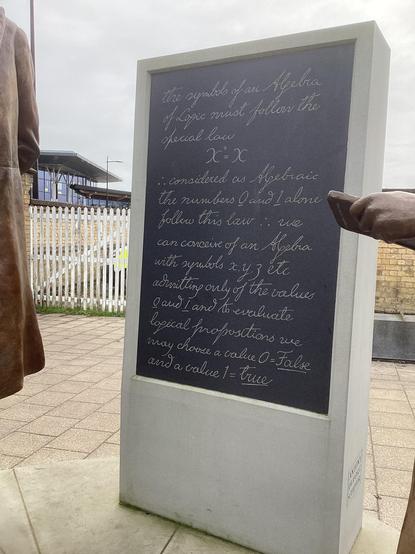 the symbols of an Algebra
of Logic must follow the
special law
x²=x
∴ considered as Algebraic
the numbers 0 and 1 alone
follow this law ∴ we
can conceive of an Algebra
with symbols x.y z etc
admitting only of the values
0 and 1 and to evaluate
logical propositions we
may choose a value 0=False
and a value 1=true